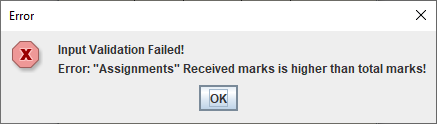 Error
Input Validation Failed!
Error: "Assignments" Received marks is higher than total marks!
OK